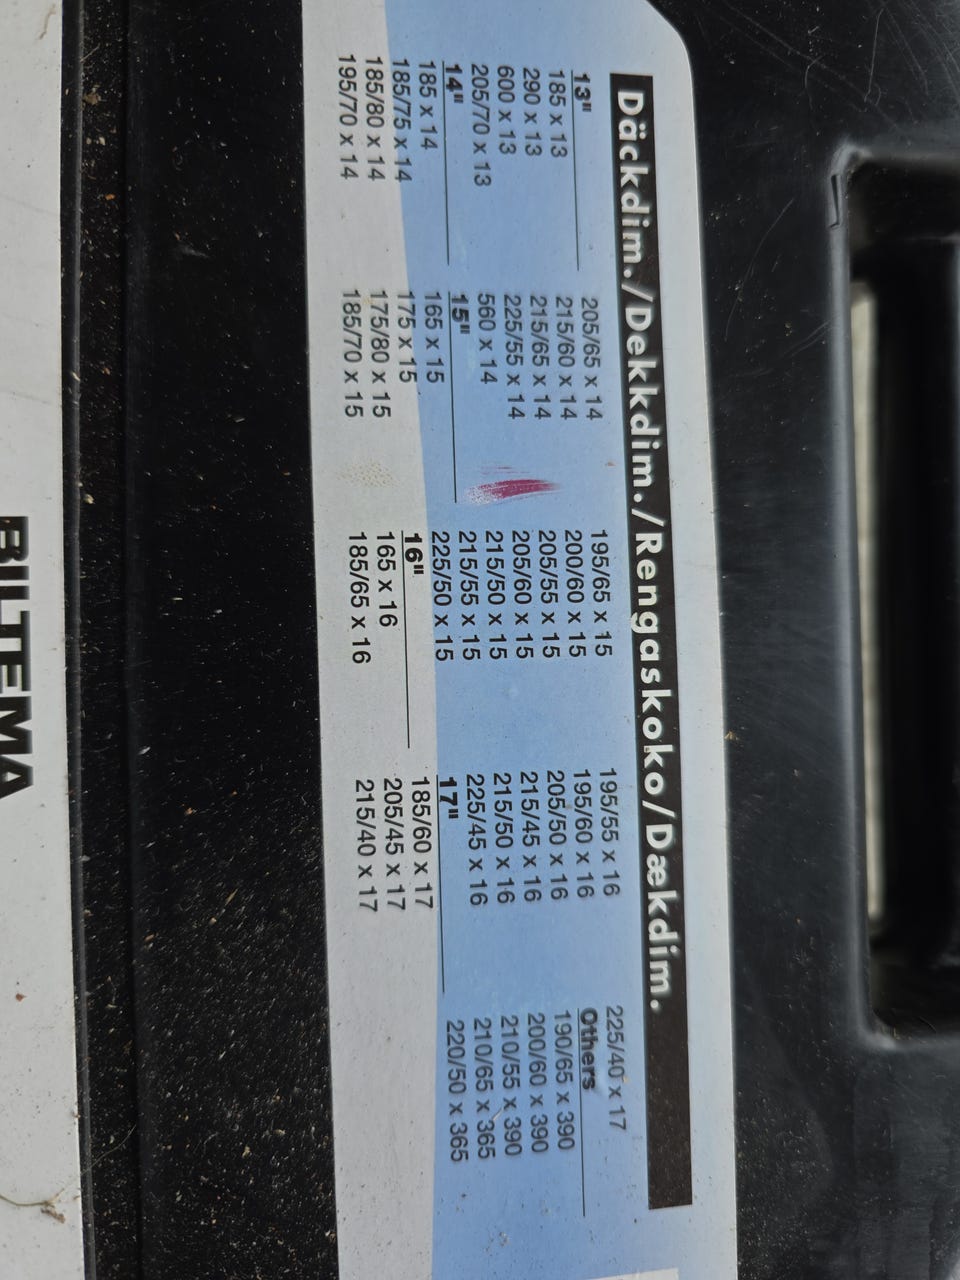 Däckdim./Dekkdim./Rengaskoko/Dækdim.
13"
185 x 13
290 x 13
600 x 13
205/70 x 13
14"
185 x 14
185/75 x 14
185/80 x 14
195/70 x 14
205/65 x 14
215/60 x 14
215/65 x 14
225/55 x 14
560 x 14
15"
165 x 15
175 x 15
175/80 x 15
185/70 x 15
195/65 x 15
200/60 x 15
205/55 x 15
205/60 x 15
215/50 x 15
215/55 x 15
225/50 x 15
16"
165 x 16
185/65 x 16
195/55 x 16
195/60 x 16
205/50 x 16
215/45 x 16
215/50 x 16
225/45 x 16
17"
185/60 x 17
205/45 x 17
215/40 x 17
225/40 x 17
Others
190/65 x 390
200/60 x 390
210/55 x 390
210/65 x 365
220/50 x 365
BILTEMA